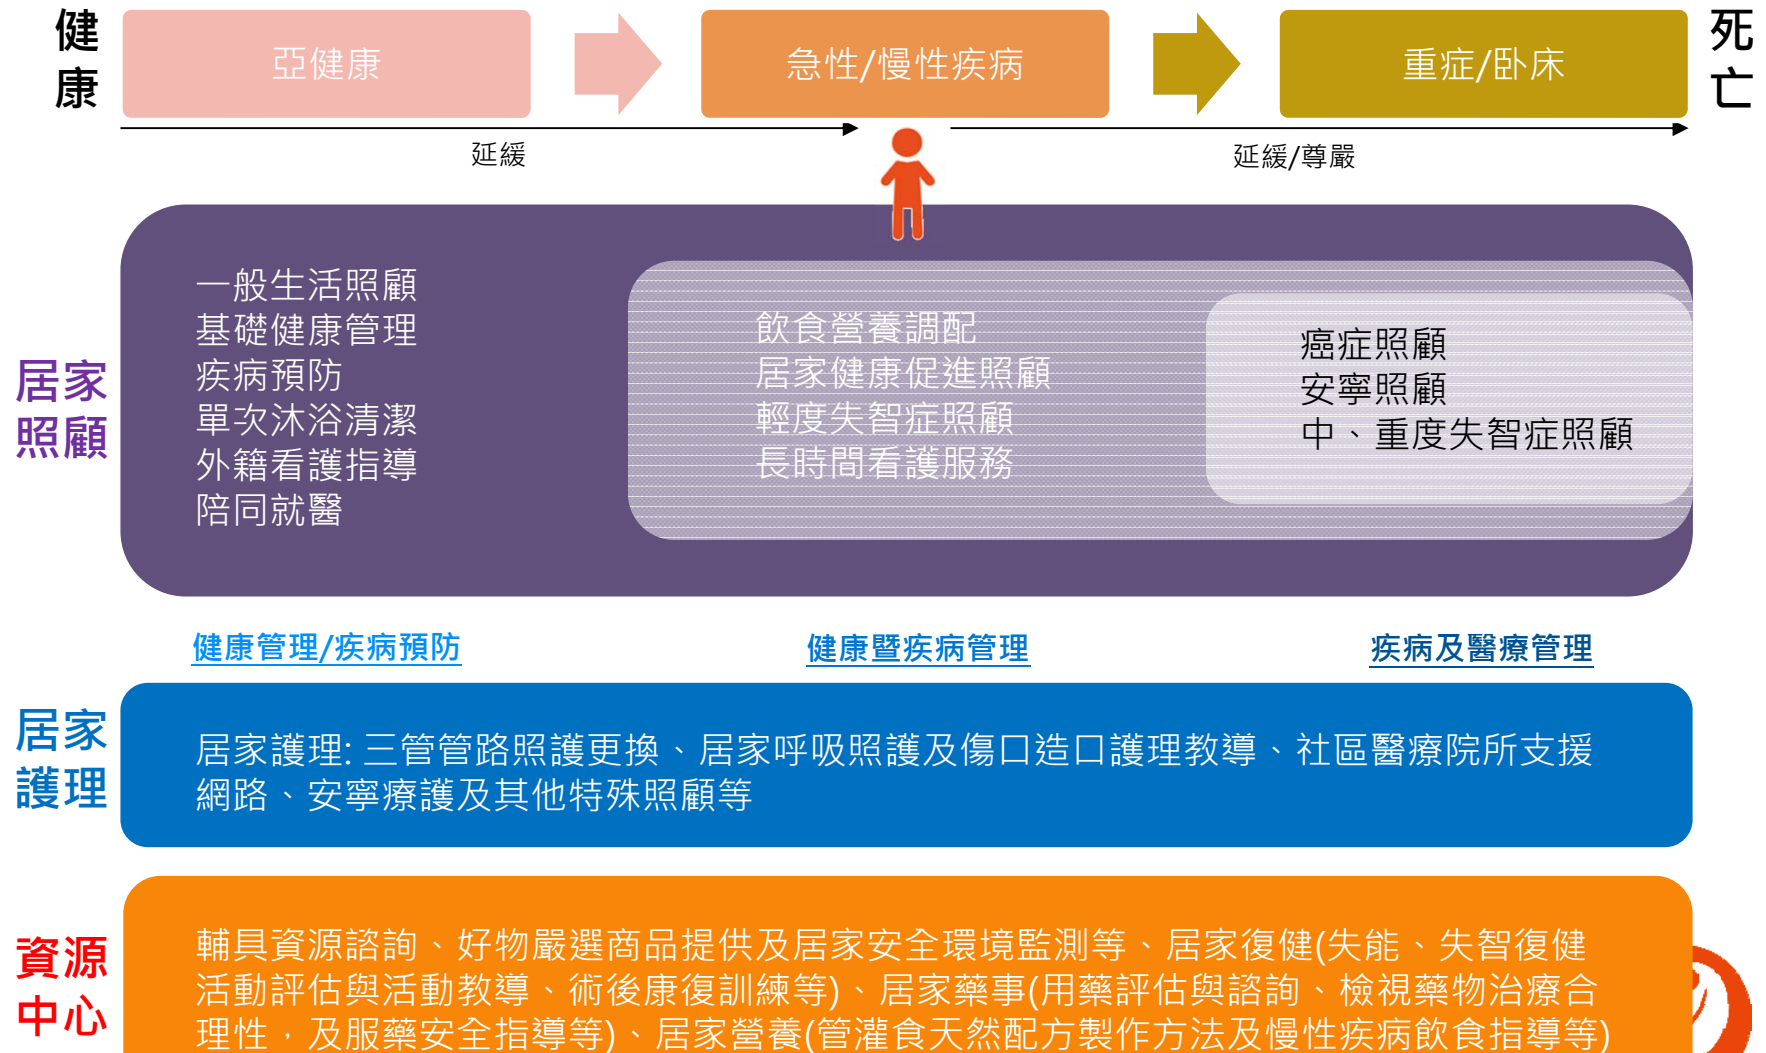 健
康
亞健康
急性/慢性疾病
重症/卧床
死
亡
延緩
延緩/尊嚴
居家
照顧
一般生活照顧
基礎健康管理
疾病預防
單次沐浴清潔
外籍看護指導
陪同就醫
飲食營養調配
居家健康促進照顧
輕度失智症照顧
長時間看護服務
癌症照顧
安寧照顧
中、重度失智症照顧
健康管理/疾病預防
健康暨疾病管理
疾病及醫療管理
居家
護理
居家護理: 三管管路照護更換、居家呼吸照護及傷口造口護理教導、社區醫療院所支援
網路、安寧療護及其他特殊照顧等
資源
中心
輔具資源諮詢、好物嚴選商品提供及居家安全環境監測等、居家復健(失能、失智復健
活動評估與活動教導、術後康復訓練等)、居家藥事(用藥評估與諮詢、檢視藥物治療合
理性，及服藥安全指導等)、居家營養(管灌食天然配方製作方法及慢性疾病飲食指導等)